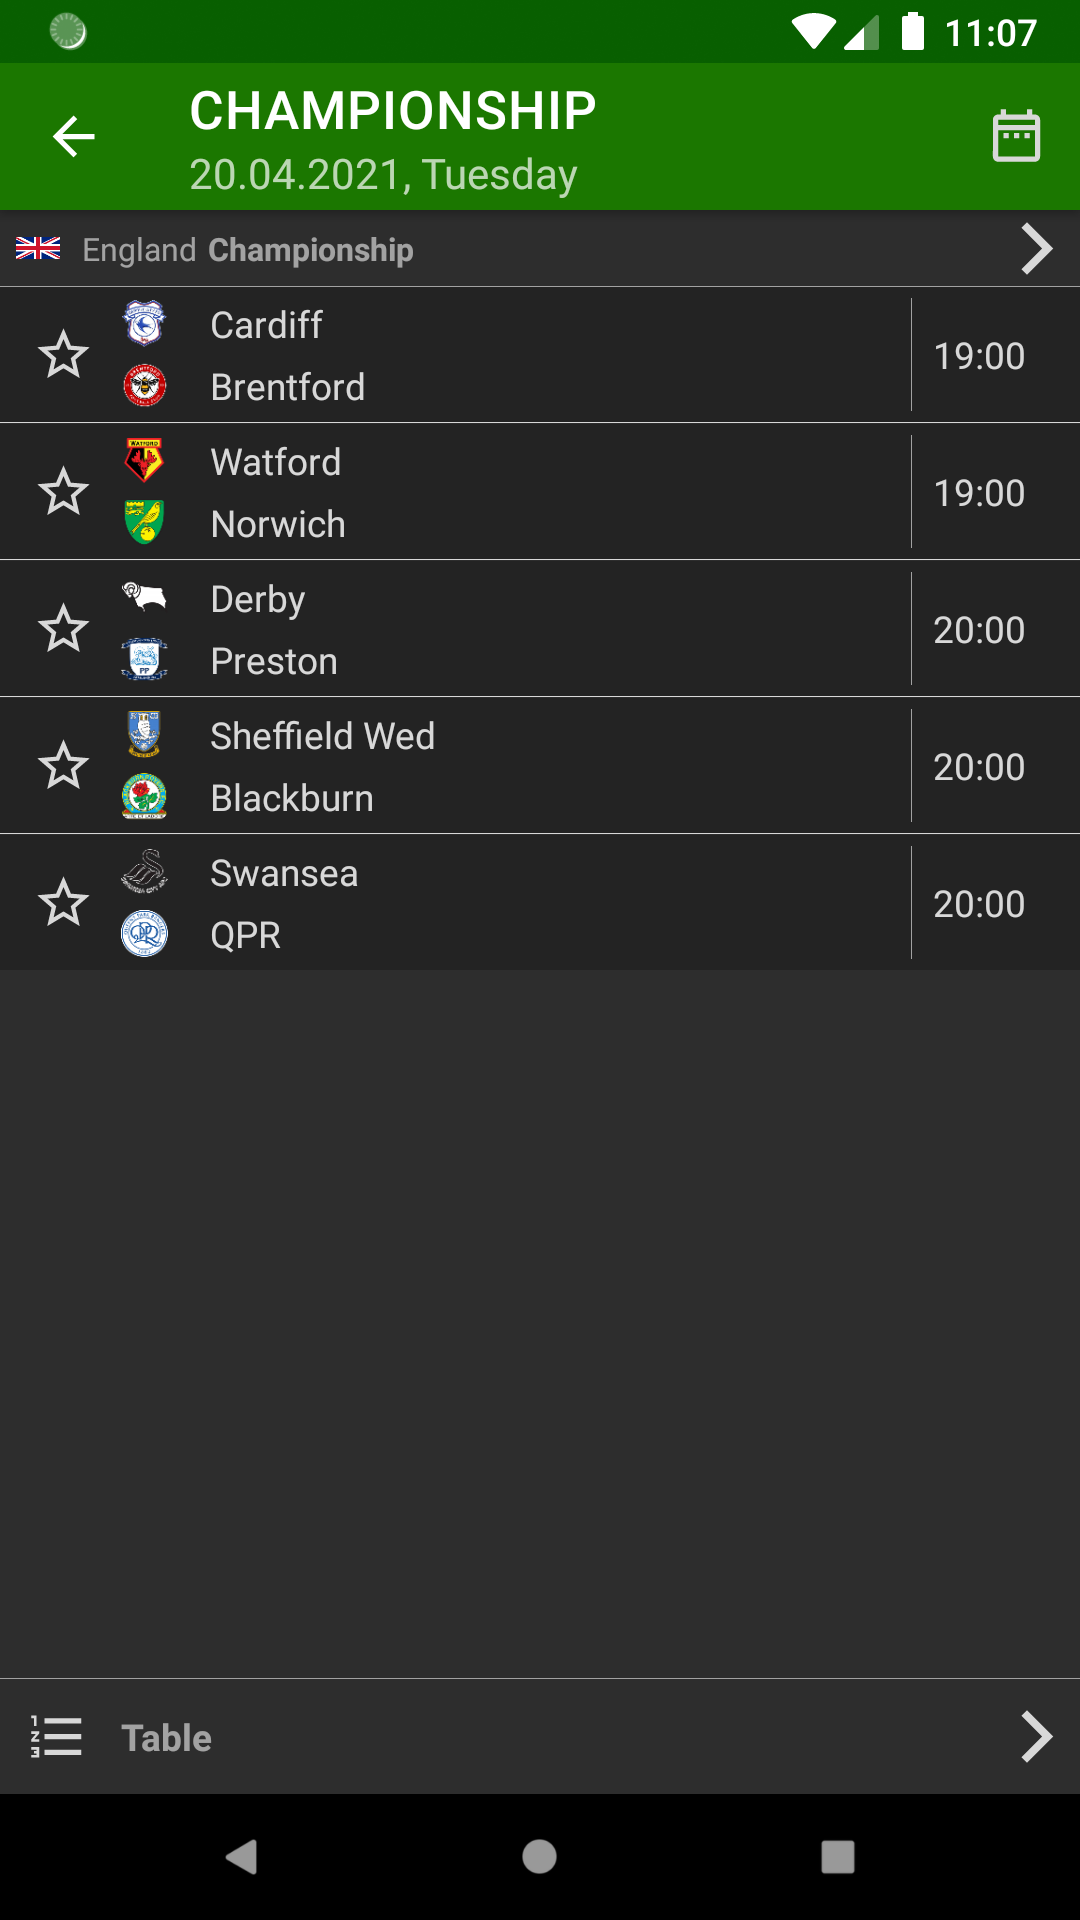 11:07
CHAMPIONSHIP
20.04.2021, Tuesday
England Championship
Cardiff
Brentford
19:00
Watford
Norwich
19:00
Derby
Preston
20:00
Sheffield Wed
Blackburn
20:00
Swansea
QPR
20:00
Table